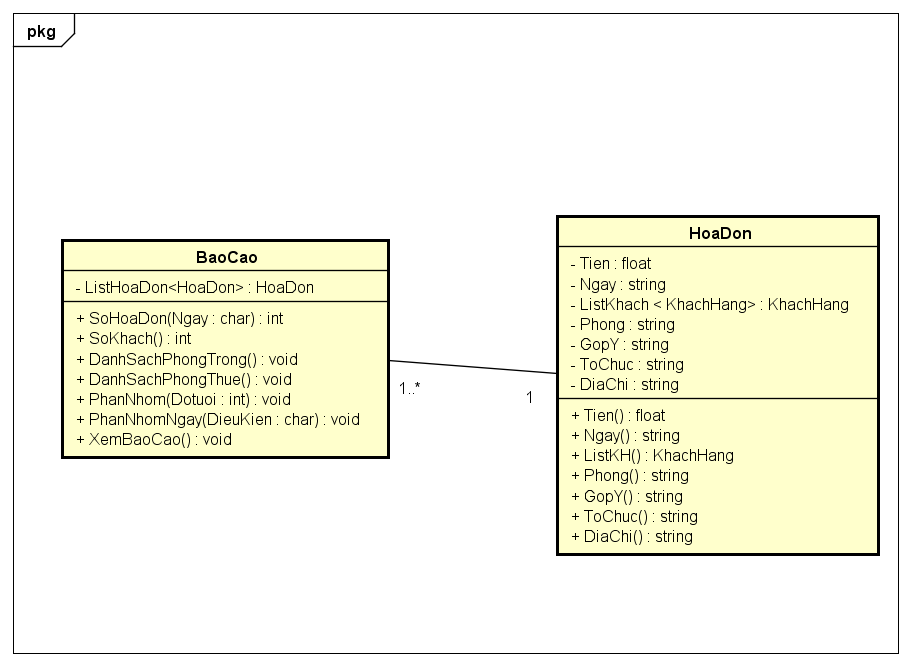 pkg
BaoCao
- ListHoaDon<HoaDon> : HoaDon
+ SoHoaDon(Ngay : char) : int
+ SoKhach() : int
+ DanhSachPhongTrong() : void
+ DanhSachPhongThue() : void
+ PhanNhom(Dotuoi : int) : void
+ PhanNhomNgay(DieuKien : char) : void
+ XemBaoCao() : void
1..*
1
HoaDon
- Tien : float
- Ngay : string
- ListKhach < KhachHang> : KhachHang
- Phong : string
- GopY : string
- ToChuc : string
- DiaChi : string
+ Tien() : float
+ Ngay() : string
+ ListKH() : KhachHang
+ Phong() : string
+ GopY() : string
+ ToChuc() : string
+ DiaChi() : string